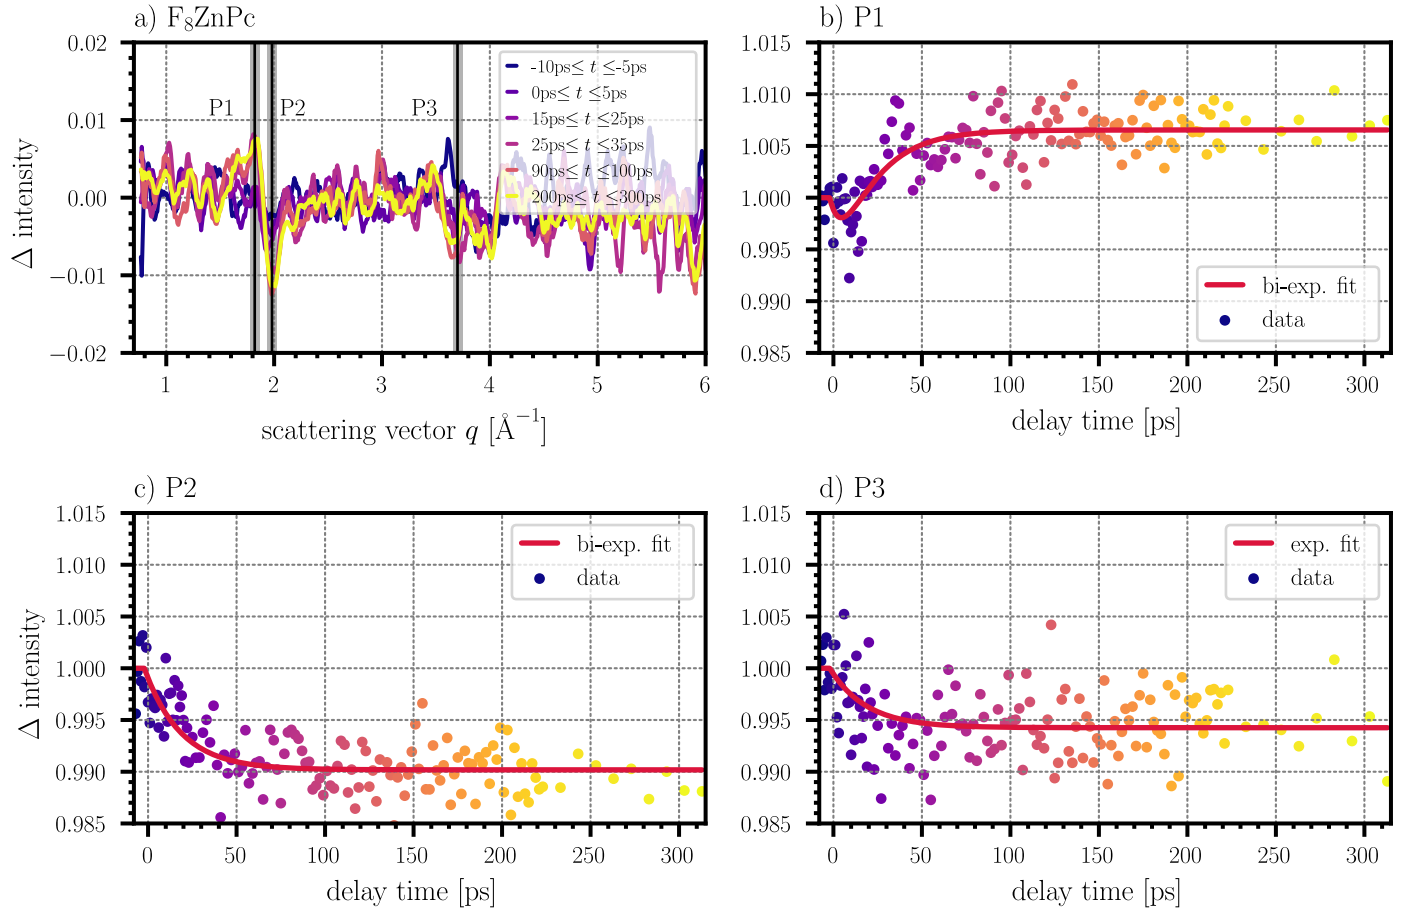 a) F₈ZnPc
0.02
0.01
0.00
−0.01
−0.02
Δ intensity
P1
P2
P3
-10ps≤ t ≤-5ps
0ps≤ t ≤5ps
15ps≤ t ≤25ps
25ps≤ t ≤35ps
90ps≤ t ≤100ps
200ps≤ t ≤300ps
1 2 3 4 5 6
scattering vector q [Å⁻¹]
b) P1
1.015
1.010
1.005
1.000
0.995
0.990
0.985
bi-exp. fit
data
0 50 100 150 200 250 300
delay time [ps]
c) P2
1.015
1.010
1.005
1.000
0.995
0.990
0.985
Δ intensity
bi-exp. fit
data
0 50 100 150 200 250 300
delay time [ps]
d) P3
1.015
1.010
1.005
1.000
0.995
0.990
0.985
exp. fit
data
0 50 100 150 200 250 300
delay time [ps]